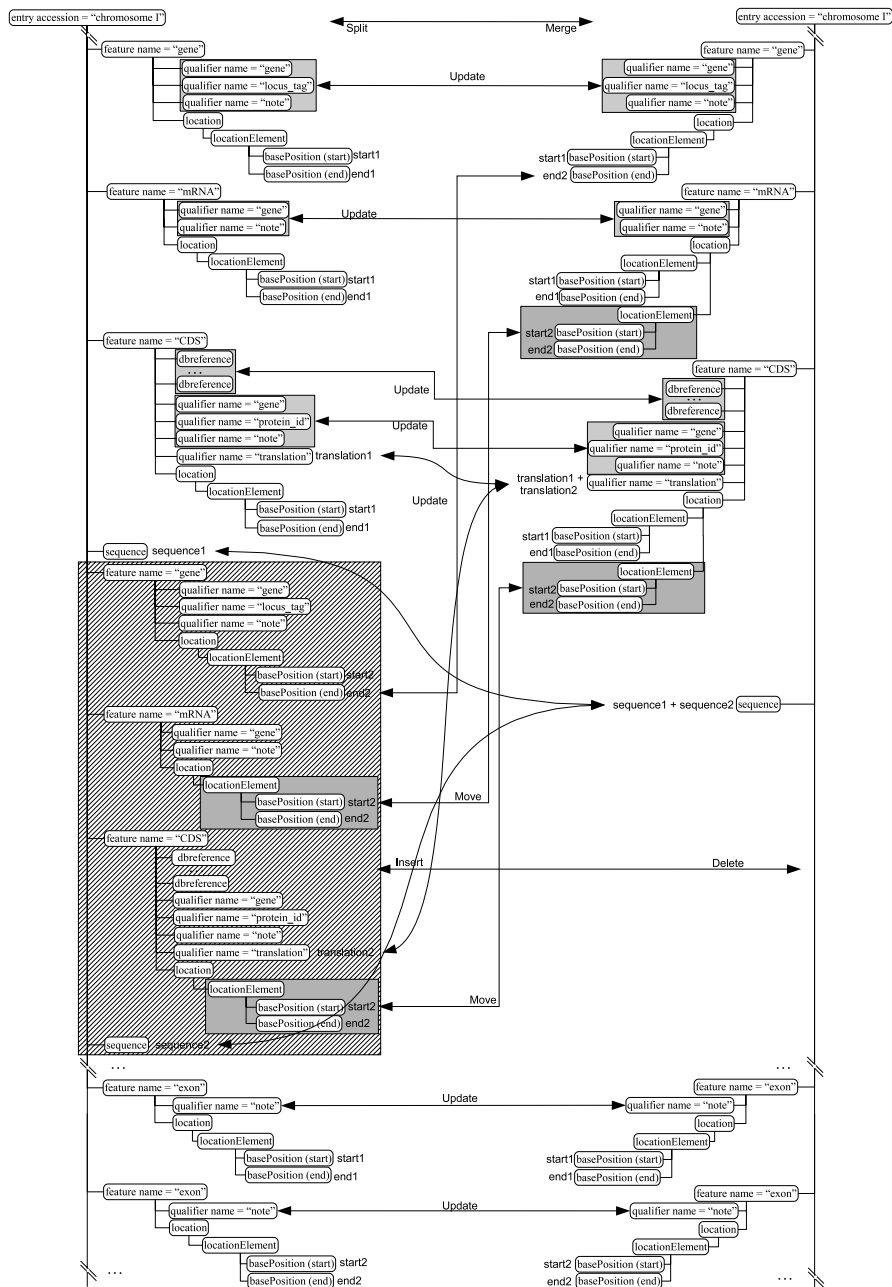 entry accession = “chromosome I”
Split
Merge
entry accession = “chromosome I”
feature name = “gene”
qualifier name = “gene”
qualifier name = “locus_tag”
qualifier name = “note”
location
locationElement
basePosition (start) start1
basePosition (end) end1
Update
feature name = “gene”
qualifier name = “gene”
qualifier name = “locus_tag”
qualifier name = “note”
location
locationElement
start1 basePosition (start)
end2 basePosition (end)
feature name = “mRNA”
qualifier name = “gene”
qualifier name = “note”
location
locationElement
basePosition (start) start1
basePosition (end) end1
Update
feature name = “mRNA”
qualifier name = “gene”
qualifier name = “note”
location
locationElement
start1 basePosition (start)
end1 basePosition (end)
locationElement
start2 basePosition (start)
end2 basePosition (end)
feature name = “CDS”
dbreference
...
dbreference
qualifier name = “gene”
qualifier name = “protein_id”
qualifier name = “note”
qualifier name = “translation” translation1
location
locationElement
basePosition (start) start1
basePosition (end) end1
Update
Update
Update
feature name = “CDS”
dbreference
...
dbreference
qualifier name = “gene”
qualifier name = “protein_id”
qualifier name = “note”
translation1 +
translation2
qualifier name = “translation”
location
locationElement
start1 basePosition (start)
end1 basePosition (end)
locationElement
start2 basePosition (start)
end2 basePosition (end)
sequence sequence1
feature name = “gene”
qualifier name = “gene”
qualifier name = “locus_tag”
qualifier name = “note”
location
locationElement
basePosition (start) start2
basePosition (end) end2
sequence1 + sequence2 sequence
feature name = “mRNA”
qualifier name = “gene”
qualifier name = “note”
location
locationElement
basePosition (start) start2
basePosition (end) end2
Move
feature name = “CDS”
dbreference
dbreference
qualifier name = “gene”
qualifier name = “protein_id”
qualifier name = “note”
qualifier name = “translation” translation2
location
locationElement
basePosition (start) start2
basePosition (end) end2
Insert
Delete
Move
sequence sequence2
...
...
feature name = “exon”
qualifier name = “note”
location
locationElement
basePosition (start) start1
basePosition (end) end1
Update
feature name = “exon”
qualifier name = “note”
location
locationElement
start1 basePosition (start)
end1 basePosition (end)
feature name = “exon”
qualifier name = “note”
location
locationElement
basePosition (start) start2
basePosition (end) end2
Update
feature name = “exon”
qualifier name = “note”
location
locationElement
start2 basePosition (start)
end2 basePosition (end)
...
...